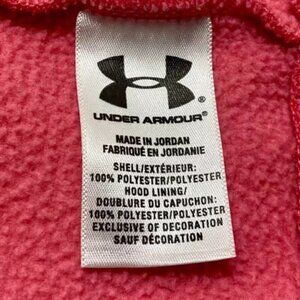 ®
UNDER ARMOUR®
MADE IN JORDAN
FABRIQUÉ EN JORDANIE
SHELL/EXTÉRIEUR:
100% POLYESTER/POLYESTER
HOOD LINING/
DOUBLURE DU CAPUCHON:
100% POLYESTER/POLYESTER
EXCLUSIVE OF DECORATION
SAUF DÉCORATION